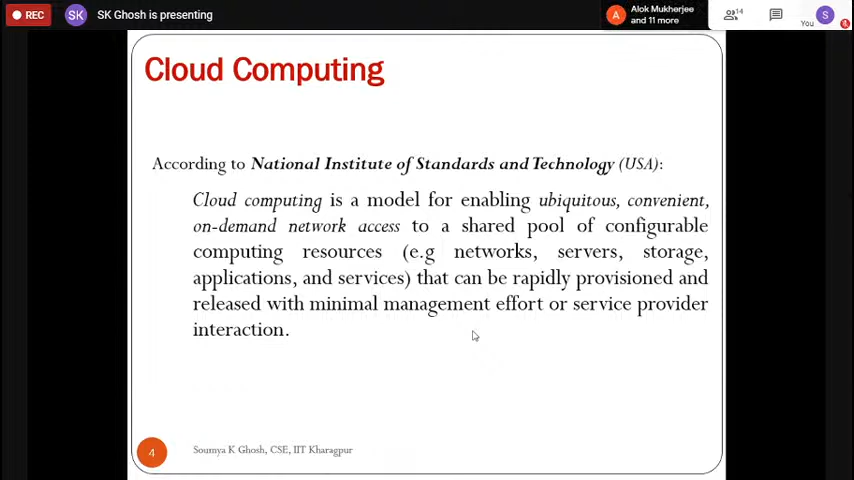 REC
SK
SK Ghosh is presenting
A
Alok Mukherjee
and 11 more
14
You
S
Cloud Computing
According to National Institute of Standards and Technology (USA):
Cloud computing is a model for enabling ubiquitous, convenient,
on-demand network access to a shared pool of configurable
computing resources (e.g networks, servers, storage,
applications, and services) that can be rapidly provisioned and
released with minimal management effort or service provider
interaction.
4
Soumya K Ghosh, CSE, IIT Kharagpur